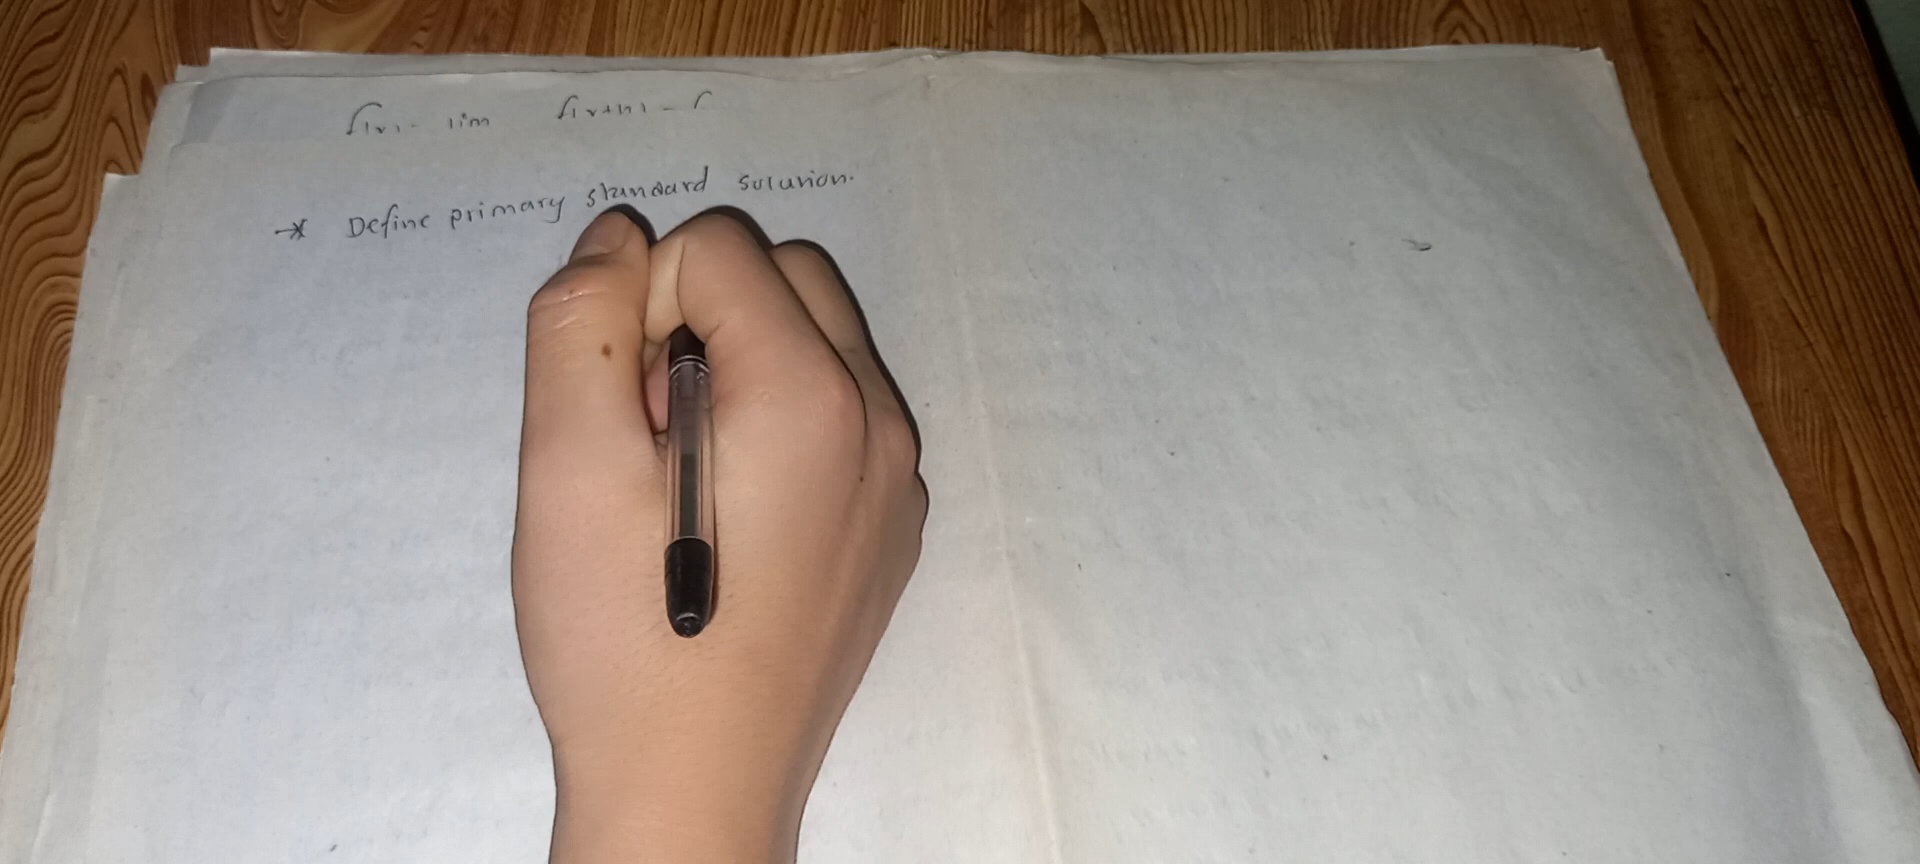 f(x) = lim f(x+h) - f
* Define primary standard solution.